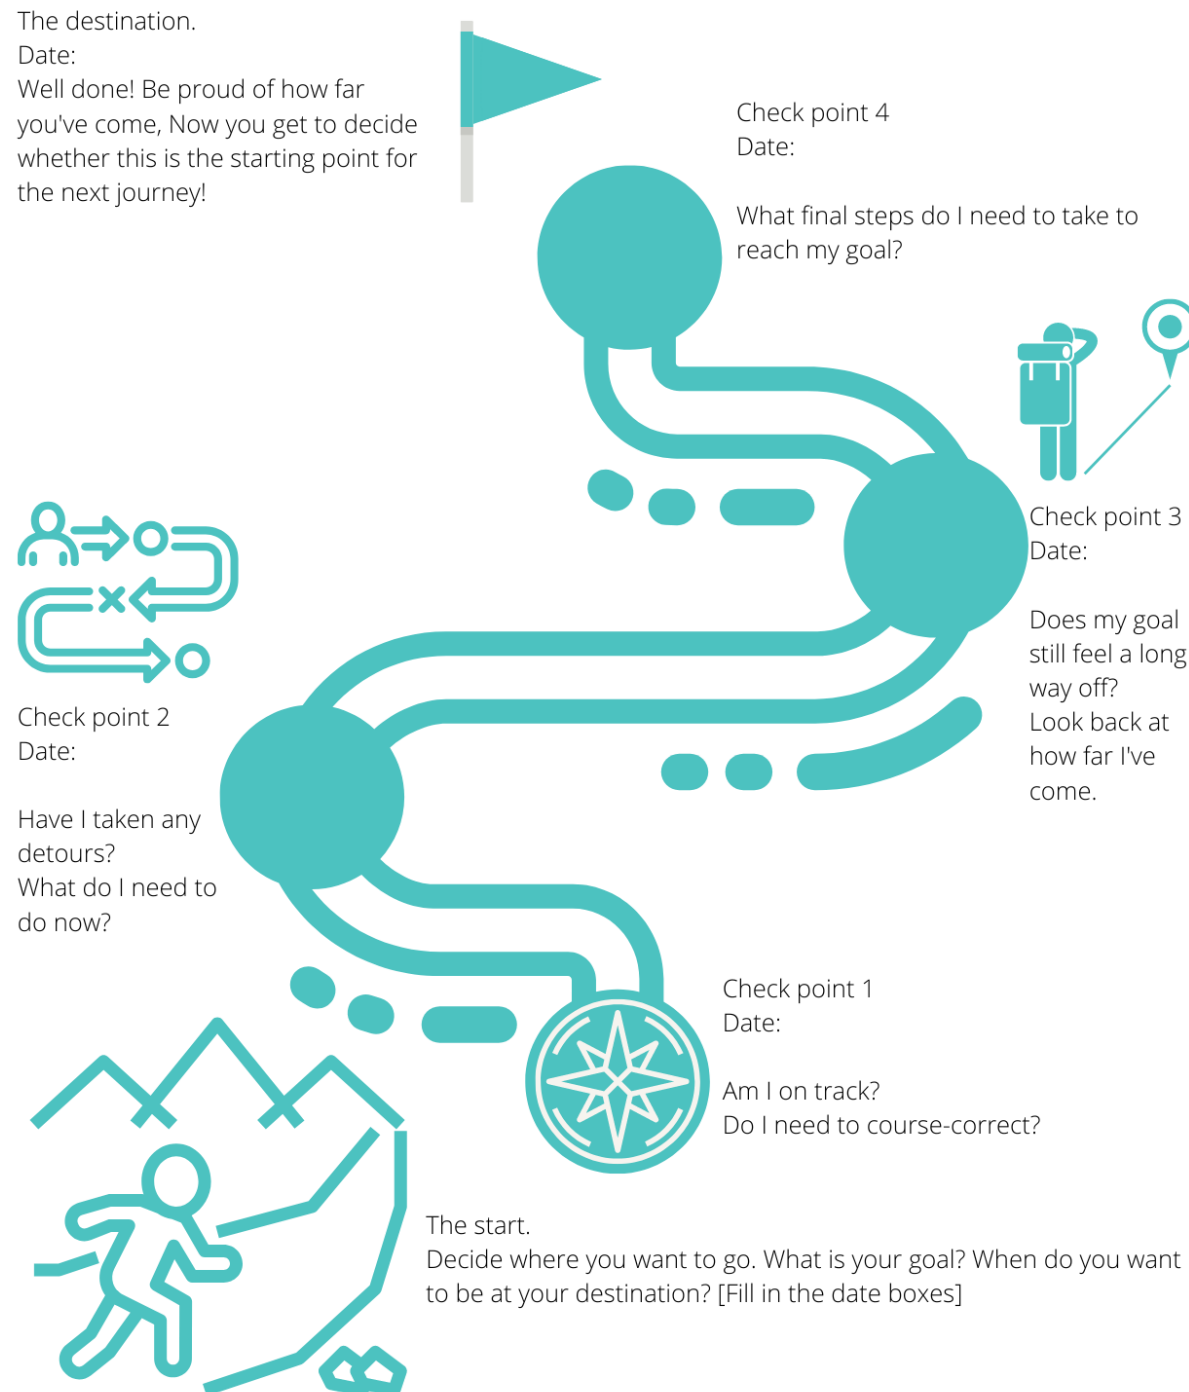 The destination.
Date:
Well done! Be proud of how far
you've come, Now you get to decide
whether this is the starting point for
the next journey!
Check point 4
Date:
What final steps do I need to take to
reach my goal?
Check point 3
Date:
Does my goal
still feel a long
way off?
Look back at
how far I've
come.
Check point 2
Date:
Have I taken any
detours?
What do I need to
do now?
Check point 1
Date:
Am I on track?
Do I need to course-correct?
The start.
Decide where you want to go. What is your goal? When do you want
to be at your destination? [Fill in the date boxes]